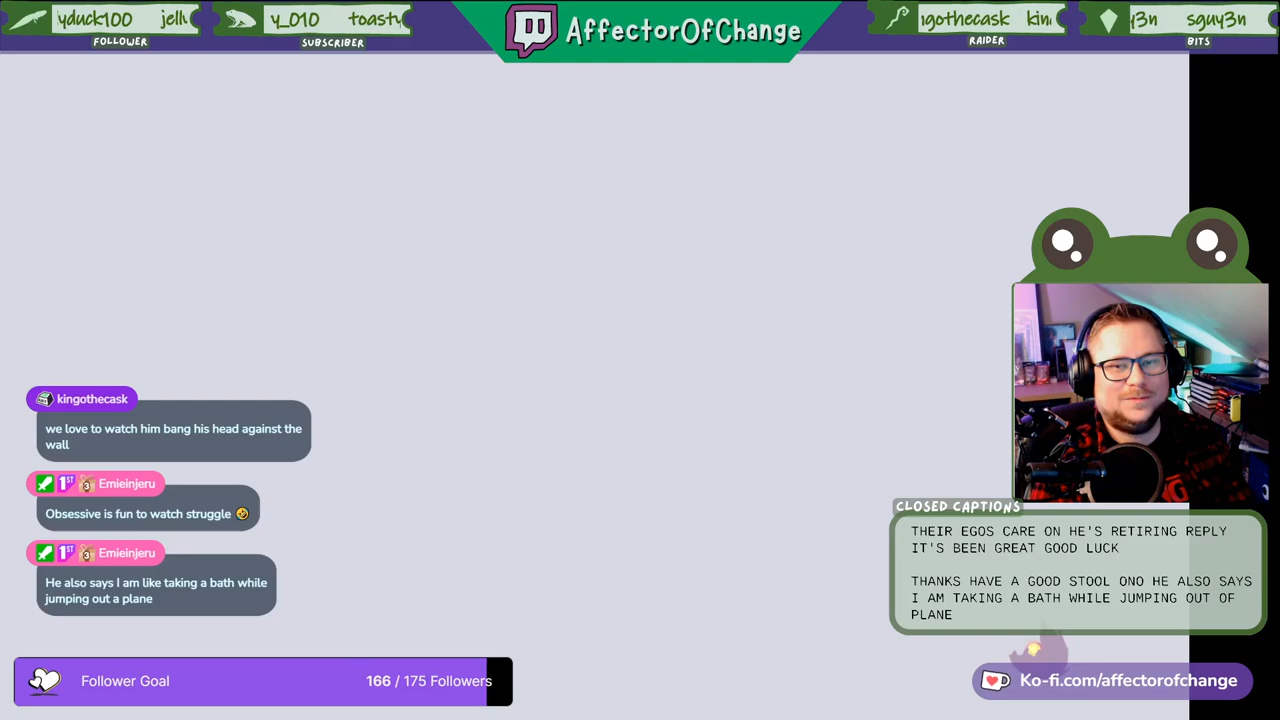 yduck100 jell
FOLLOWER
y_010 toasty
SUBSCRIBER
AffectorOfChange
igothecask kin
RAIDER
y3n sguy3n
BITS
kingothecask
we love to watch him bang his head against the
wall
1ST 3 Emieinjeru
Obsessive is fun to watch struggle
1ST 3 Emieinjeru
He also says I am like taking a bath while
jumping out a plane
CLOSED CAPTIONS
THEIR EGOS CARE ON HE'S RETIRING REPLY
IT'S BEEN GREAT GOOD LUCK
THANKS HAVE A GOOD STOOL ONO HE ALSO SAYS
I AM TAKING A BATH WHILE JUMPING OUT OF
PLANE
Follower Goal 166 / 175 Followers
Ko-fi.com/affectorofchange